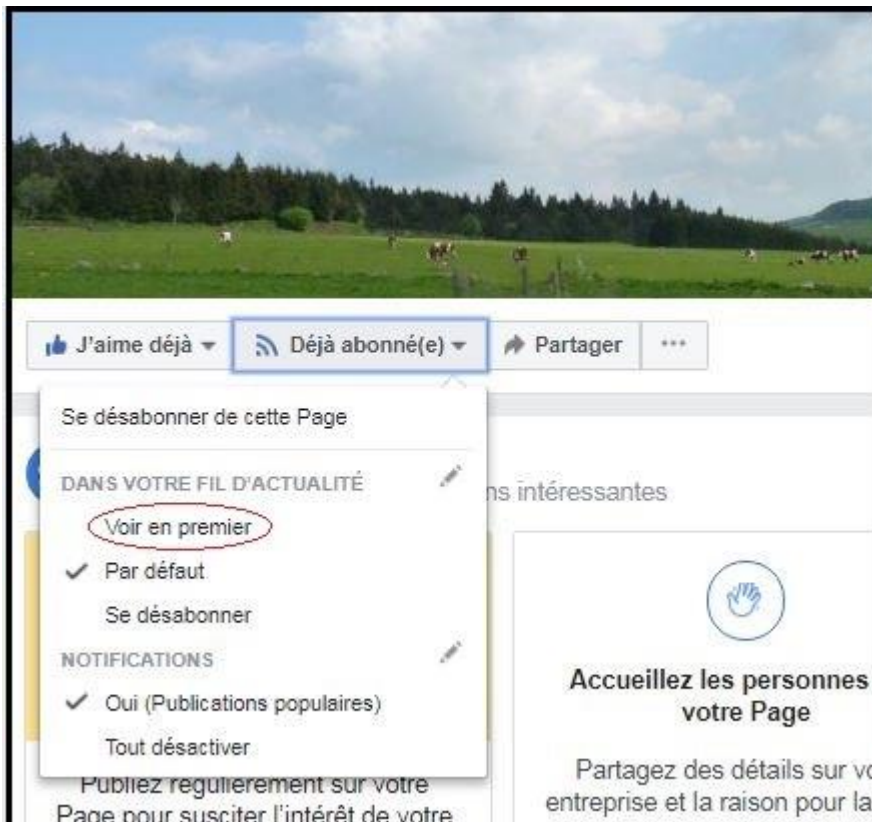 J'aime déjà
Déjà abonné(e)
Partager
Se désabonner de cette Page
DANS VOTRE FIL D'ACTUALITÉ
Voir en premier
Par défaut
Se désabonner
NOTIFICATIONS
Oui (Publications populaires)
Tout désactiver
intéressantes
Accueillez les personnes
votre Page
Partagez des détails sur
entreprise et la raison pour la
Publiez régulièrement sur votre
Page pour susciter l'intérêt de votre